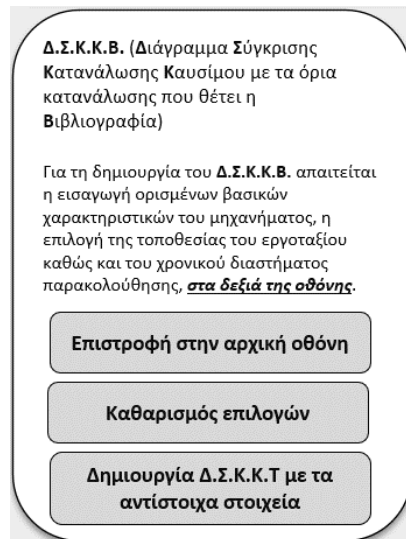 Δ.Σ.Κ.Κ.Β. (Διάγραμμα Σύγκρισης
Κατανάλωσης Καυσίμου με τα όρια
κατανάλωσης που θέτει η
Βιβλιογραφία)
Για τη δημιουργία του Δ.Σ.Κ.Κ.Β. απαιτείται
η εισαγωγή ορισμένων βασικών
χαρακτηριστικών του μηχανήματος, η
επιλογή της τοποθεσίας του εργοταξίου
καθώς και του χρονικού διαστήματος
παρακολούθησης, στα δεξιά της οθόνης.
Επιστροφή στην αρχική οθόνη
Καθαρισμός επιλογών
Δημιουργία Δ.Σ.Κ.Κ.Τ με τα
αντίστοιχα στοιχεία